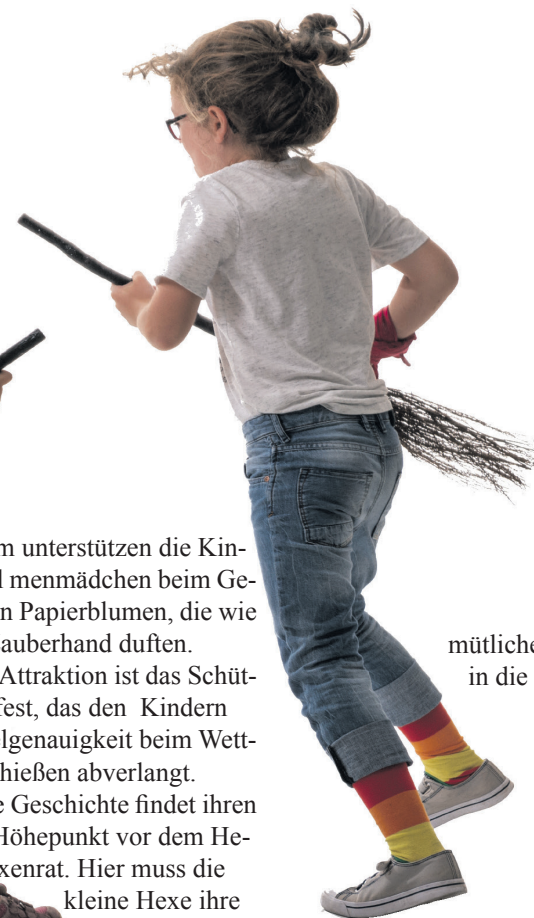 m unterstützen die Kin-
l menmädchen beim Ge-
n Papierblumen, die wie
auberhand duften.
Attraktion ist das Schüt-
fest, das den Kindern
lgenauigkeit beim Wett-
hießen abverlangt.
e Geschichte findet ihren
Höhepunkt vor dem He-
xenrat. Hier muss die
kleine Hexe ihre
mütliche
in die